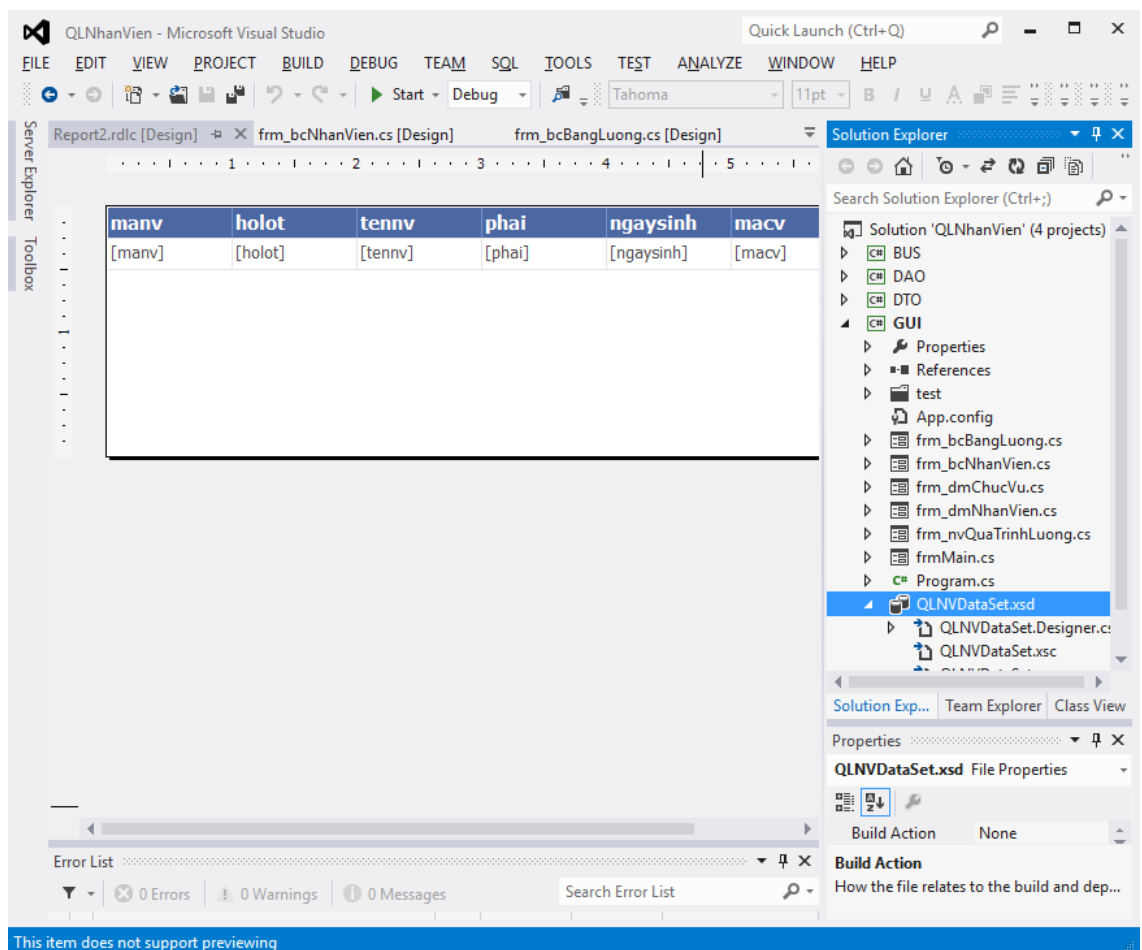 QLNhanVien - Microsoft Visual Studio
Quick Launch (Ctrl+Q)
FILE EDIT VIEW PROJECT BUILD DEBUG TEAM SQL TOOLS TEST ANALYZE WINDOW HELP
Start Debug Tahoma 11pt B I U A
Server Explorer
Toolbox
Report2.rdlc [Design] frm_bcNhanVien.cs [Design] frm_bcBangLuong.cs [Design]
1 2 3 4 5
manv holot tennv phai ngaysinh macv
[manv] [holot] [tennv] [phai] [ngaysinh] [macv]
1
Solution Explorer
Search Solution Explorer (Ctrl+;)
Solution 'QLNhanVien' (4 projects)
C# BUS
C# DAO
C# DTO
C# GUI
Properties
References
test
App.config
frm_bcBangLuong.cs
frm_bcNhanVien.cs
frm_dmChucVu.cs
frm_dmNhanVien.cs
frm_nvQuaTrinhLuong.cs
frmMain.cs
C# Program.cs
QLNVDataSet.xsd
QLNVDataSet.Designer.c
QLNVDataSet.xsc
Solution Exp... Team Explorer Class View
Properties
QLNVDataSet.xsd File Properties
Build Action None
Build Action
How the file relates to the build and dep...
Error List
0 Errors 0 Warnings 0 Messages Search Error List
This item does not support previewing